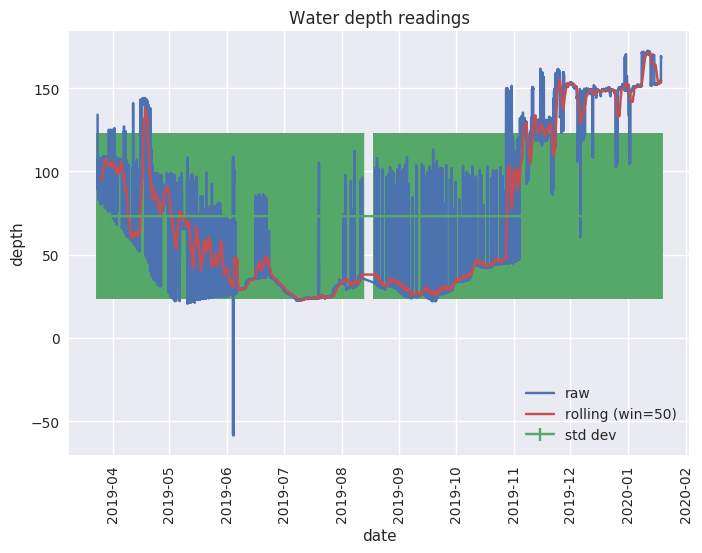 Water depth readings
depth
150
100
50
0
−50
raw
rolling (win=50)
std dev
2019-04
2019-05
2019-06
2019-07
2019-08
2019-09
2019-10
2019-11
2019-12
2020-01
2020-02
date